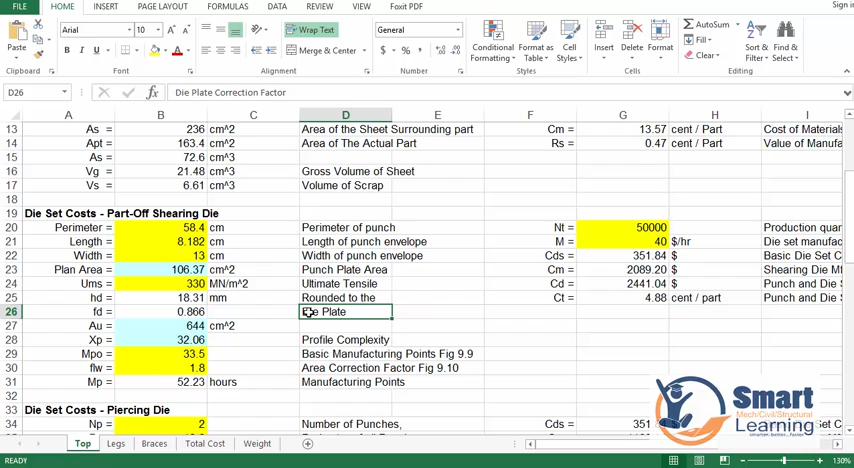 FILE HOME INSERT PAGE LAYOUT FORMULAS DATA REVIEW VIEW Foxit PDF Sign in
Arial 10 Wrap Text General AutoSum
Fill
Paste B I U Merge & Center $ % Conditional Format as Cell Insert Delete Format Clear Sort & Find &
Formatting Table Styles Filter Select
Clipboard Font Alignment Number Styles Cells Editing
D26 fx Die Plate Correction Factor
A B C D E F G H I
13 As = 236 cm^2 Area of the Sheet Surrounding part Cm = 13.57 cent / Part Cost of Materials
14 Apt = 163.4 cm^2 Area of The Actual Part Rs = 0.47 cent / Part Value of Manufa
15 As = 72.6 cm^2
16 Vg = 21.48 cm^3 Gross Volume of Sheet
17 Vs = 6.61 cm^3 Volume of Scrap
18
19 Die Set Costs - Part-Off Shearing Die
20 Perimeter = 58.4 cm Perimeter of punch Nt = 50000 Production quan
21 Length = 8.182 cm Length of punch envelope M = 40 $/hr Die set manufac
22 Width = 13 cm Width of punch envelope Cds = 351.84 $ Basic Die Set C
23 Plan Area = 106.37 cm^2 Punch Plate Area Cm = 2089.20 $ Shearing Die Mf
24 Ums = 330 MN/m^2 Ultimate Tensile Cd = 2441.04 $ Punch and Die S
25 hd = 18.31 mm Rounded to the Ct = 4.88 cent / part Punch and Die S
26 fd = 0.866 Die Plate
27 Au = 644 cm^2
28 Xp = 32.06 Profile Complexity
29 Mpo = 33.5 Basic Manufacturing Points Fig 9.9
30 flw = 1.8 Area Correction Factor Fig 9.10
31 Mp = 52.23 hours Manufacturing Points
32
33 Die Set Costs - Piercing Die
34 Np = 2 Number of Punches, Cds = 351
Smart
Mech/Civil/Structural
Learning
Smarter, Better, Faster...
Top Legs Braces Total Cost Weight
READY 130%